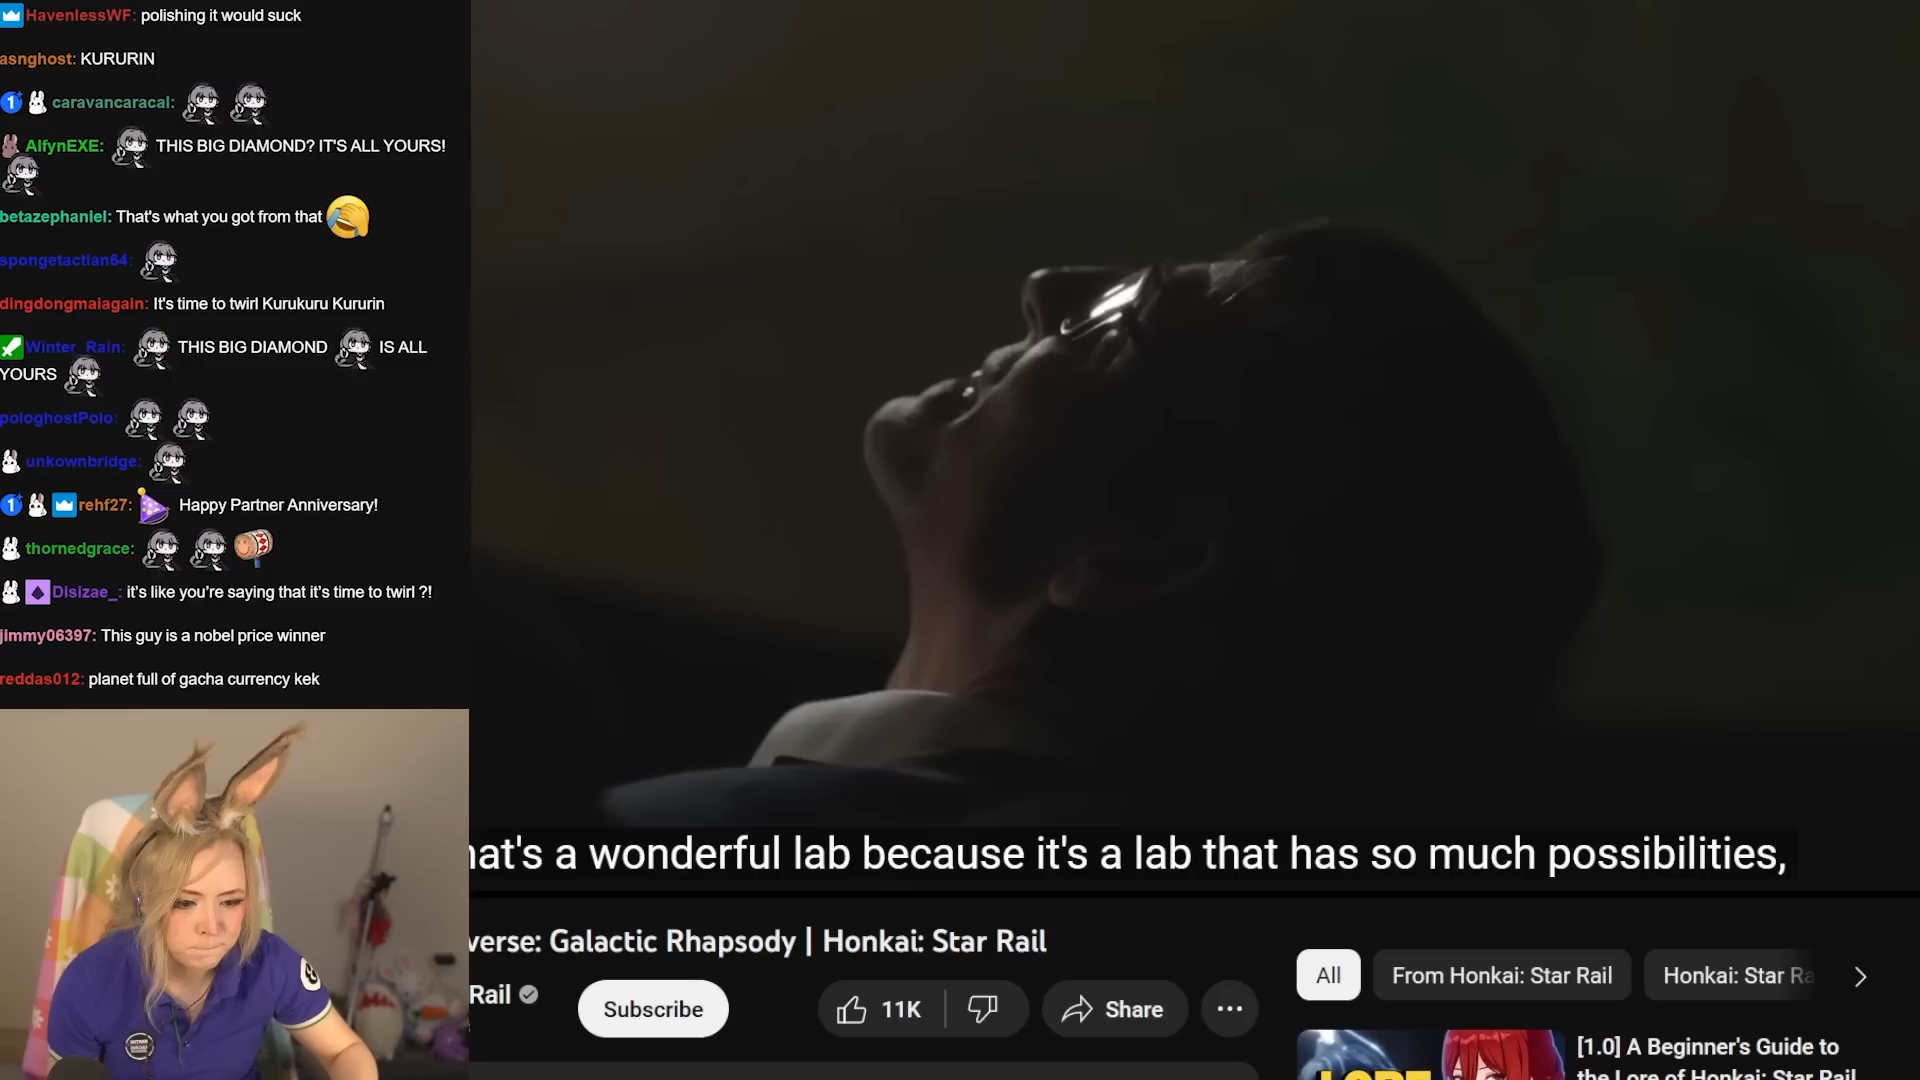 HavenlessWF: polishing it would suck
asnghost: KURURIN
caravancaracal:
AlfynEXE: THIS BIG DIAMOND? IT'S ALL YOURS!
betazephaniel: That's what you got from that
spongetactian64:
dingdongmalagain: It's time to twirl Kurukuru Kururin
Winter_Rain: THIS BIG DIAMOND IS ALL
YOURS
pologhostPolo:
unkownbridge:
rehf27: Happy Partner Anniversary!
thornedgrace:
Disizae_: it's like you're saying that it's time to twirl ?!
jimmy06397: This guy is a nobel price winner
reddas012: planet full of gacha currency kek
hat's a wonderful lab because it's a lab that has so much possibilities,
verse: Galactic Rhapsody | Honkai: Star Rail
Rail
Subscribe
11K
Share
All
From Honkai: Star Rail
Honkai: Star Ra
[1.0] A Beginner's Guide to
the Lore of Honkai: Star Rail
LORE